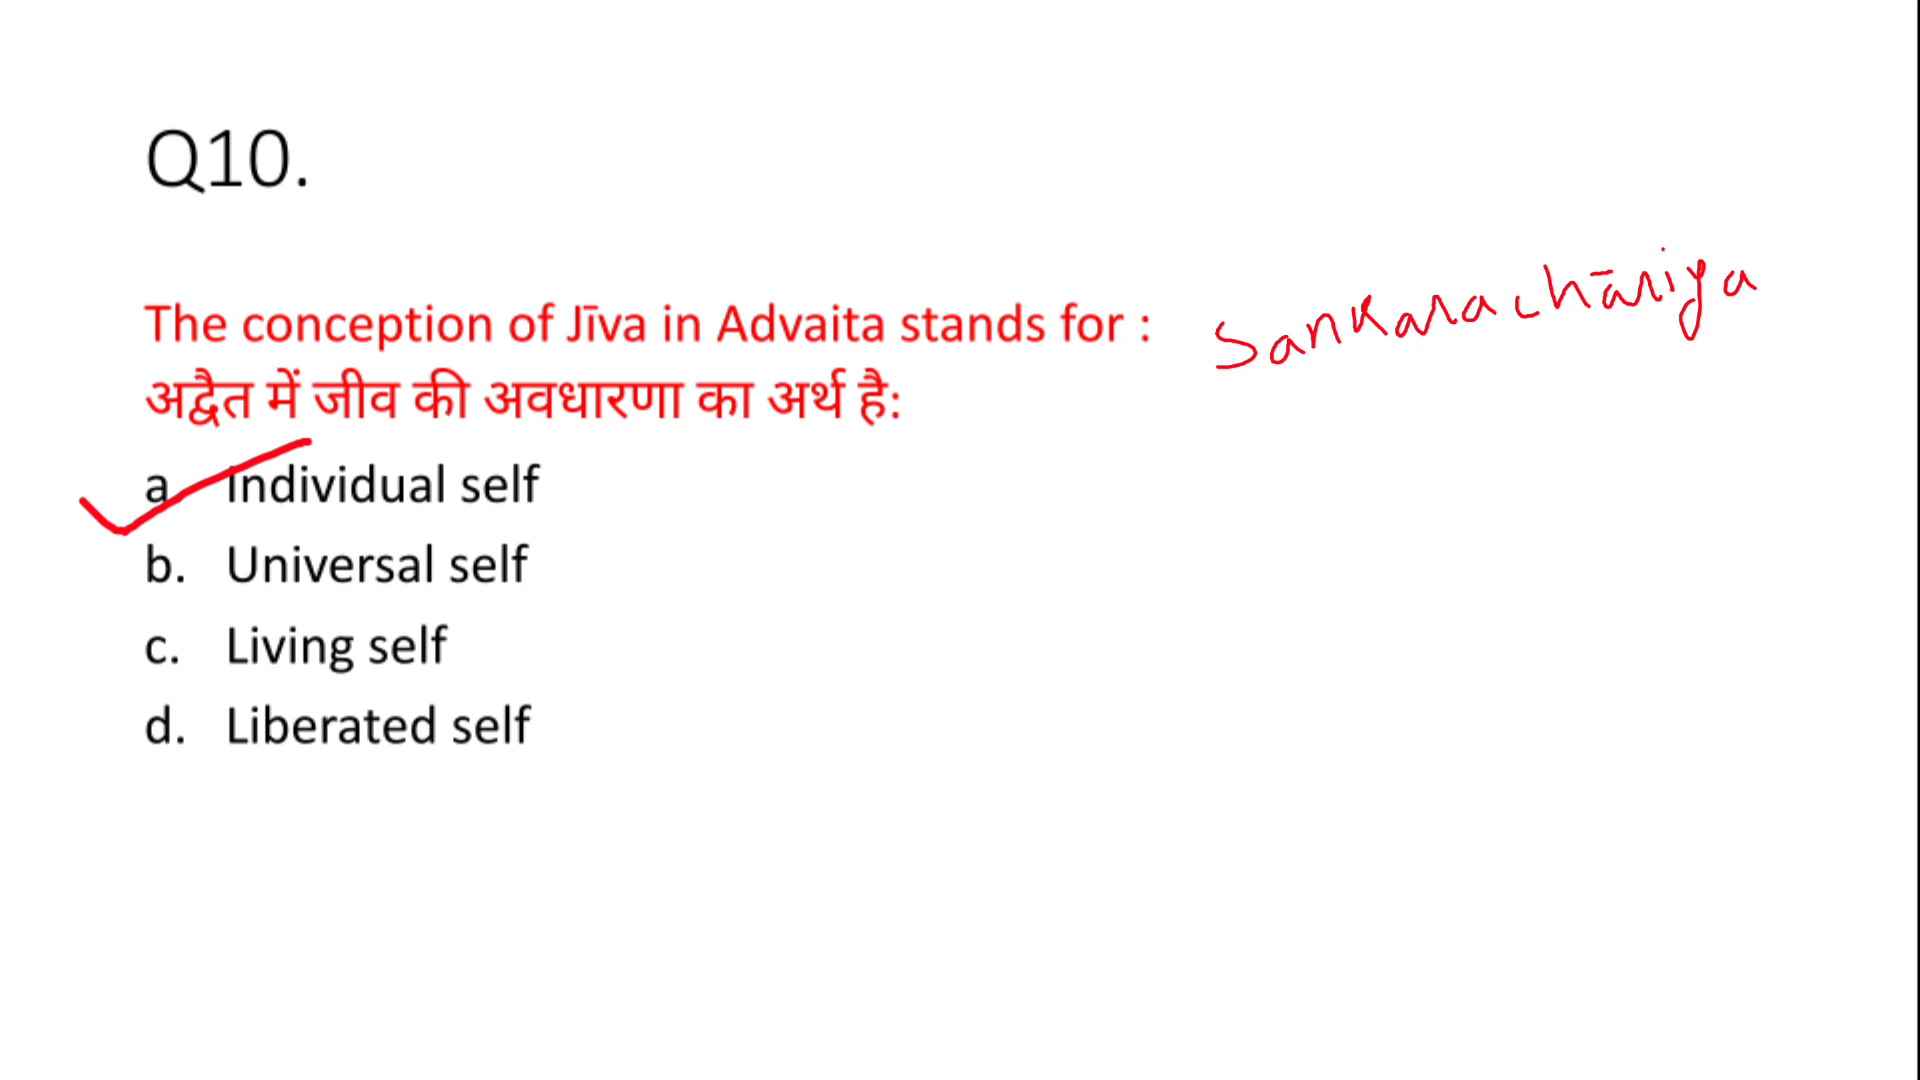 Q10.
The conception of Jīva in Advaita stands for :
Sankarachāriya
अद्वैत में जीव की अवधारणा का अर्थ है:
a. Individual self
b. Universal self
c. Living self
d. Liberated self